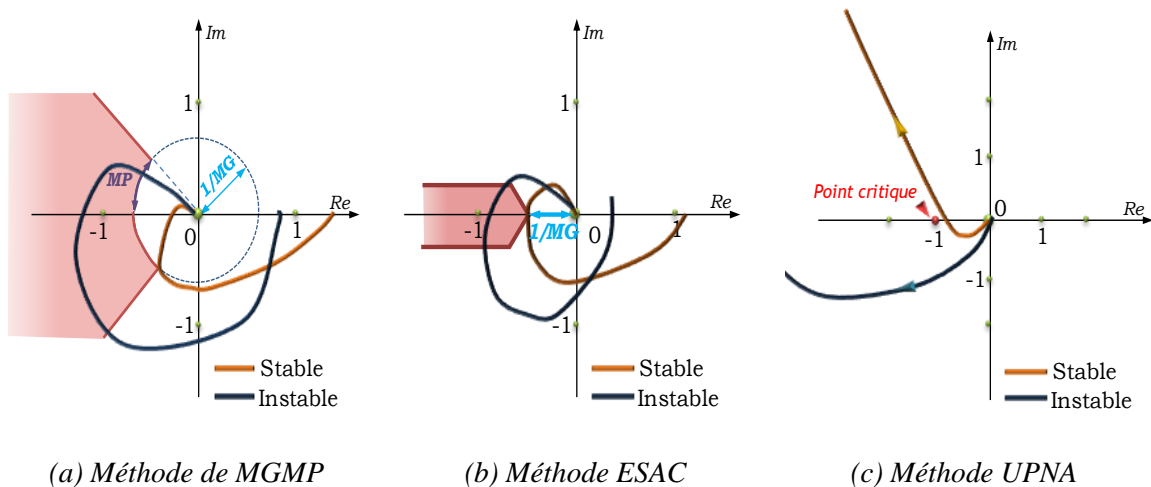 Im
1
MP
1/MG
Re
-1
0
1
-1
Stable
Instable
(a) Méthode de MGMP
Im
1
Re
-1
1/MG
0
1
-1
Stable
Instable
(b) Méthode ESAC
Im
1
Point critique
0
Re
-1
1
-1
Stable
Instable
(c) Méthode UPNA